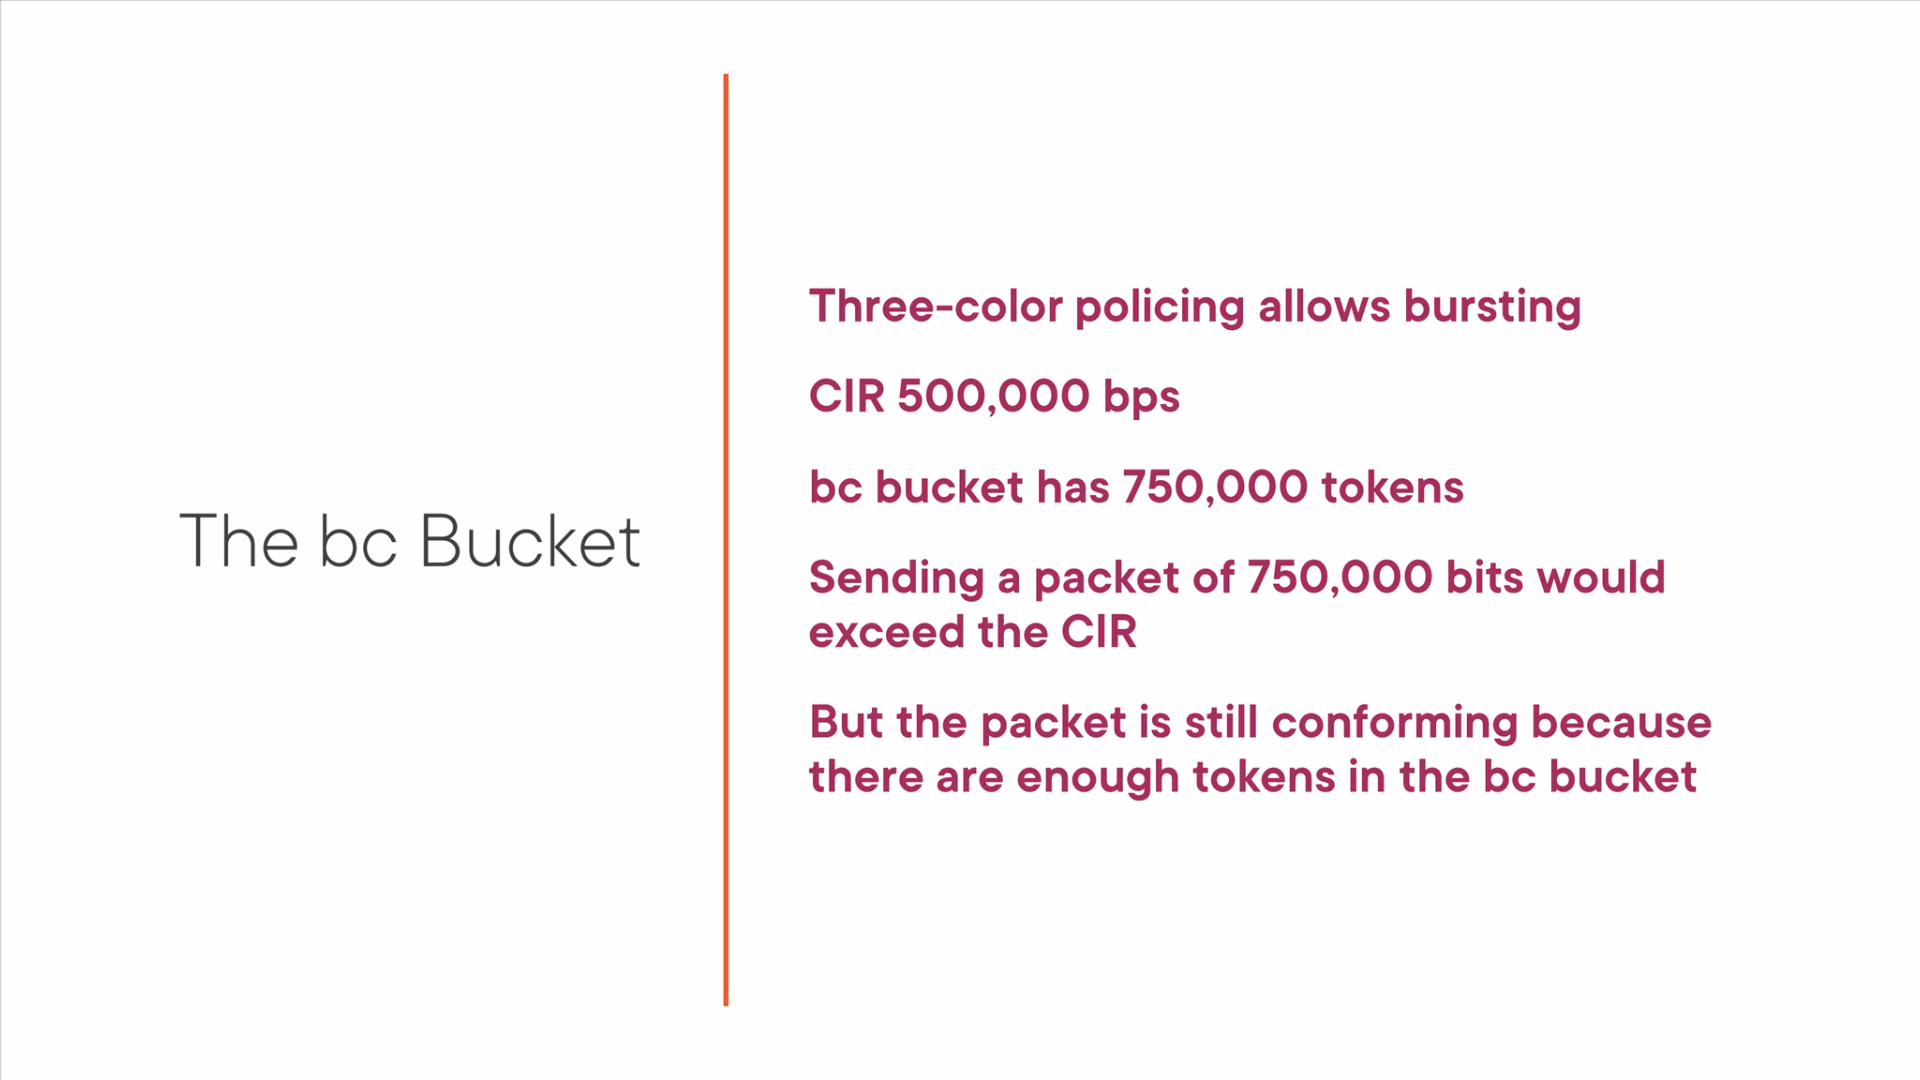 The bc Bucket
Three-color policing allows bursting
CIR 500,000 bps
bc bucket has 750,000 tokens
Sending a packet of 750,000 bits would
exceed the CIR
But the packet is still conforming because
there are enough tokens in the bc bucket